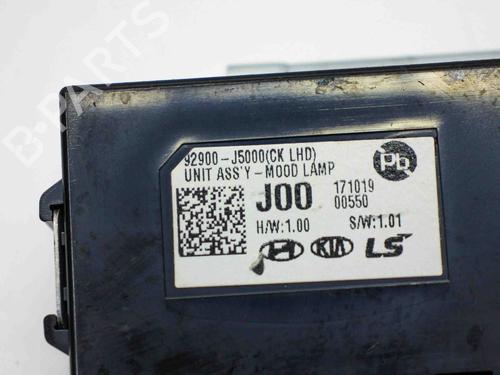 B-PARTS
92900-J5000(CK LHD)
UNIT ASS'Y-MOOD LAMP
Pb
J00
171019
00550
H/W:1.00
S/W:1.01
KIA
LS